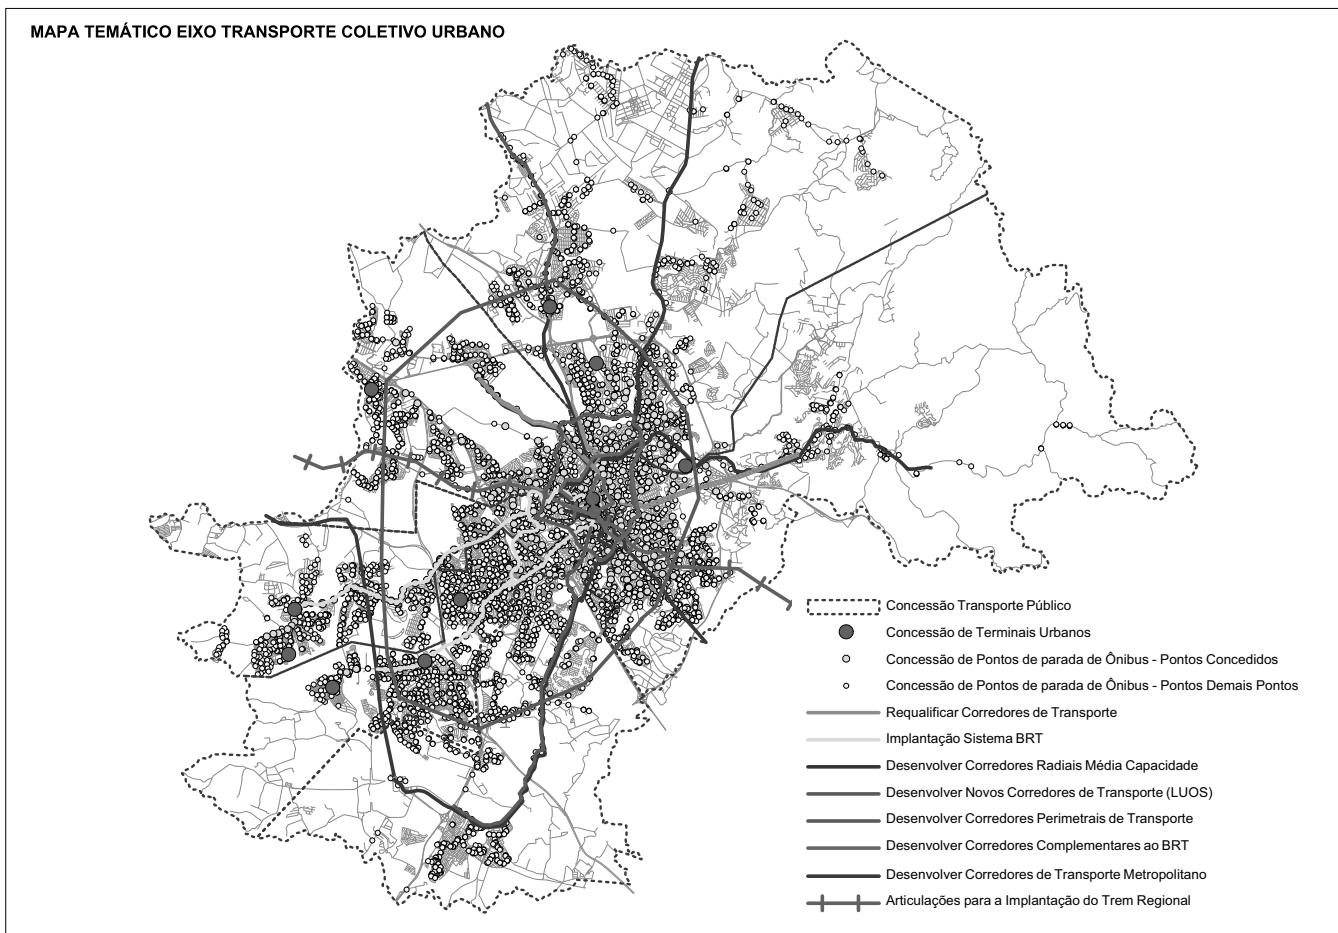 MAPA TEMÁTICO EIXO TRANSPORTE COLETIVO URBANO
Concessão Transporte Público
Concessão de Terminais Urbanos
Concessão de Pontos de parada de Ônibus - Pontos Concedidos
Concessão de Pontos de parada de Ônibus - Pontos Demais Pontos
Requalificar Corredores de Transporte
Implantação Sistema BRT
Desenvolver Corredores Radiais Média Capacidade
Desenvolver Novos Corredores de Transporte (LUOS)
Desenvolver Corredores Perimetrais de Transporte
Desenvolver Corredores Complementares ao BRT
Desenvolver Corredores de Transporte Metropolitano
Articulações para a Implantação do Trem Regional